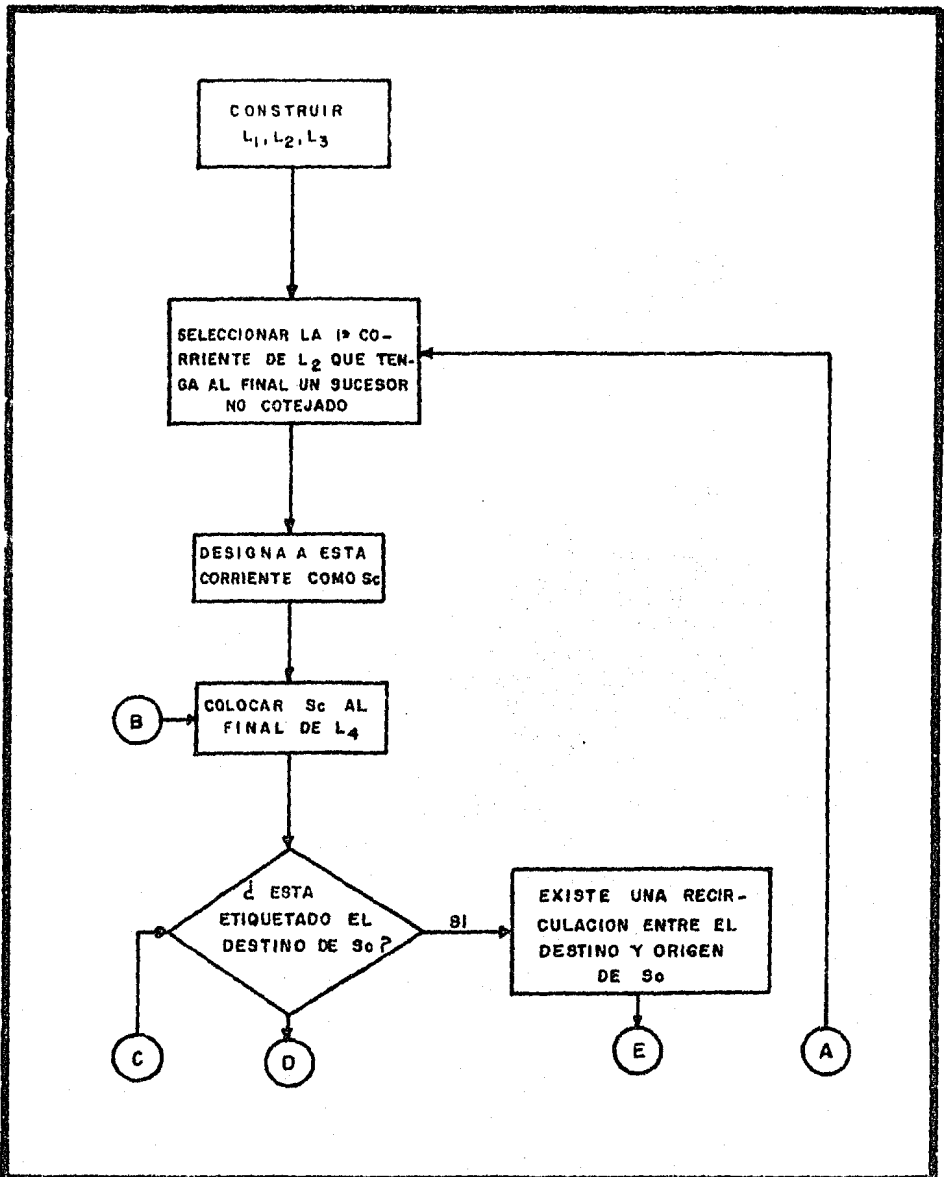 CONSTRUIR
L1, L2, L3
SELECCIONAR LA 1ª CO-
RRIENTE DE L2 QUE TEN-
GA AL FINAL UN SUCESOR
NO COTEJADO
DESIGNA A ESTA
CORRIENTE COMO Sc
B
COLOCAR Sc AL
FINAL DE L4
¿ ESTA
ETIQUETADO EL
DESTINO DE Sc ?
SI
EXISTE UNA RECIR-
CULACION ENTRE EL
DESTINO Y ORIGEN
DE Sc
C
D
E
A